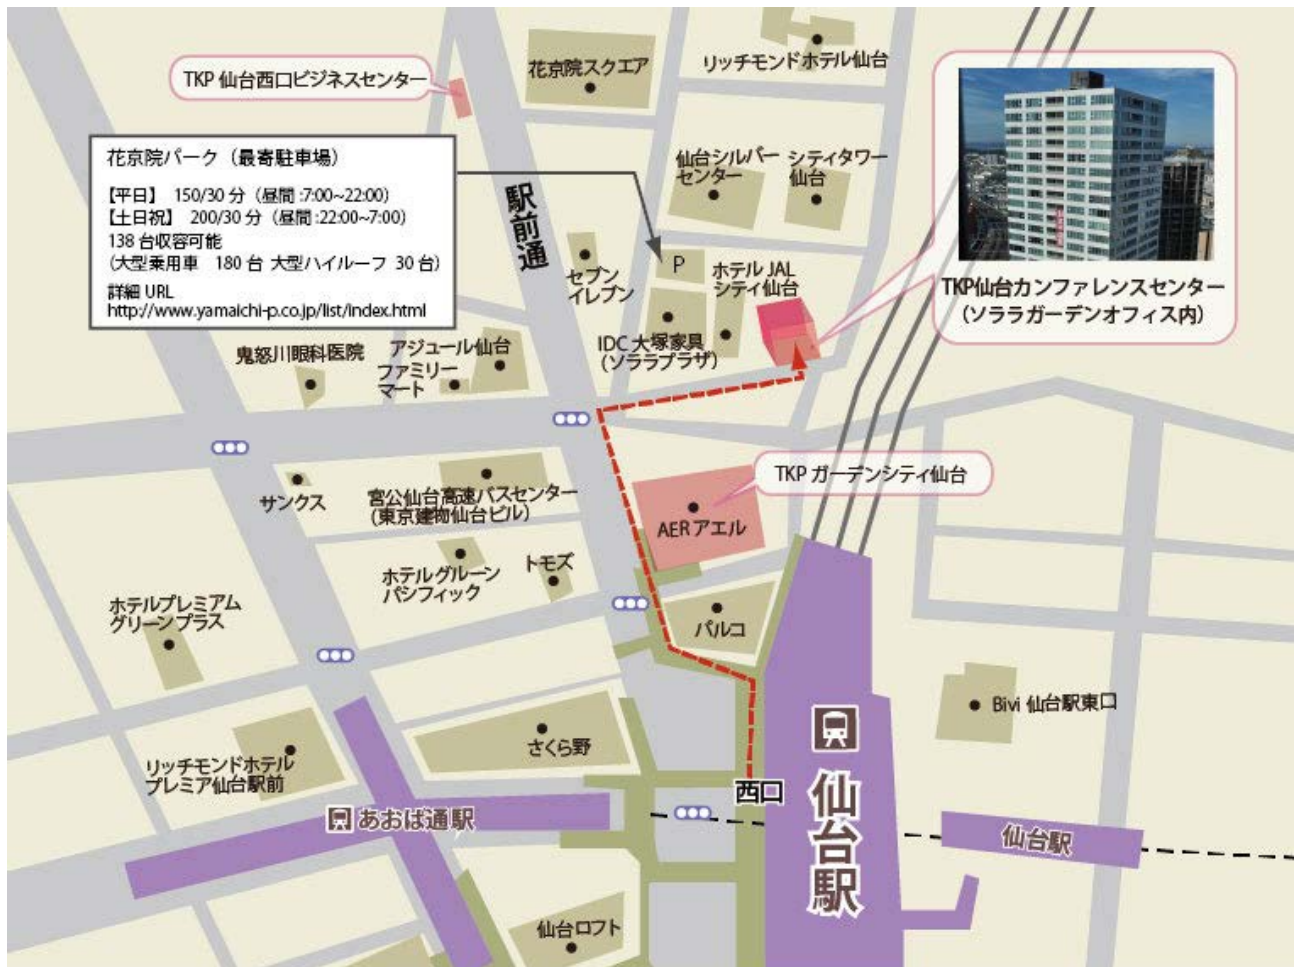 TKP 仙台西口ビジネスセンター
花京院スクエア
リッチモンドホテル仙台
花京院パーク（最寄駐車場）
【平日】 150/30 分（昼間 :7:00~22:00）
【土日祝】 200/30 分（昼間 :22:00~7:00）
138 台収容可能
（大型乗用車 180 台 大型ハイルーフ 30 台）
詳細 URL
http://www.yamaichi-p.co.jp/list/index.html
駅前通
仙台シルバー
センター
シティタワー
仙台
セブン
イレブン
P
ホテル JAL
シティ仙台
IDC 大塚家具
（ソララプラザ）
TKP仙台カンファレンスセンター
（ソララガーデンオフィス内）
鬼怒川眼科医院
アジュール仙台
ファミリー
マート
サンクス
宮公仙台高速バスセンター
（東京建物仙台ビル）
TKP ガーデンシティ仙台
AER アエル
ホテルグルーン
パシフィック
トモズ
パルコ
ホテルプレミアム
グリーンプラス
さくら野
Bivi 仙台駅東口
リッチモンドホテル
プレミア仙台駅前
西口
仙台駅
あおば通駅
仙台駅
仙台ロフト